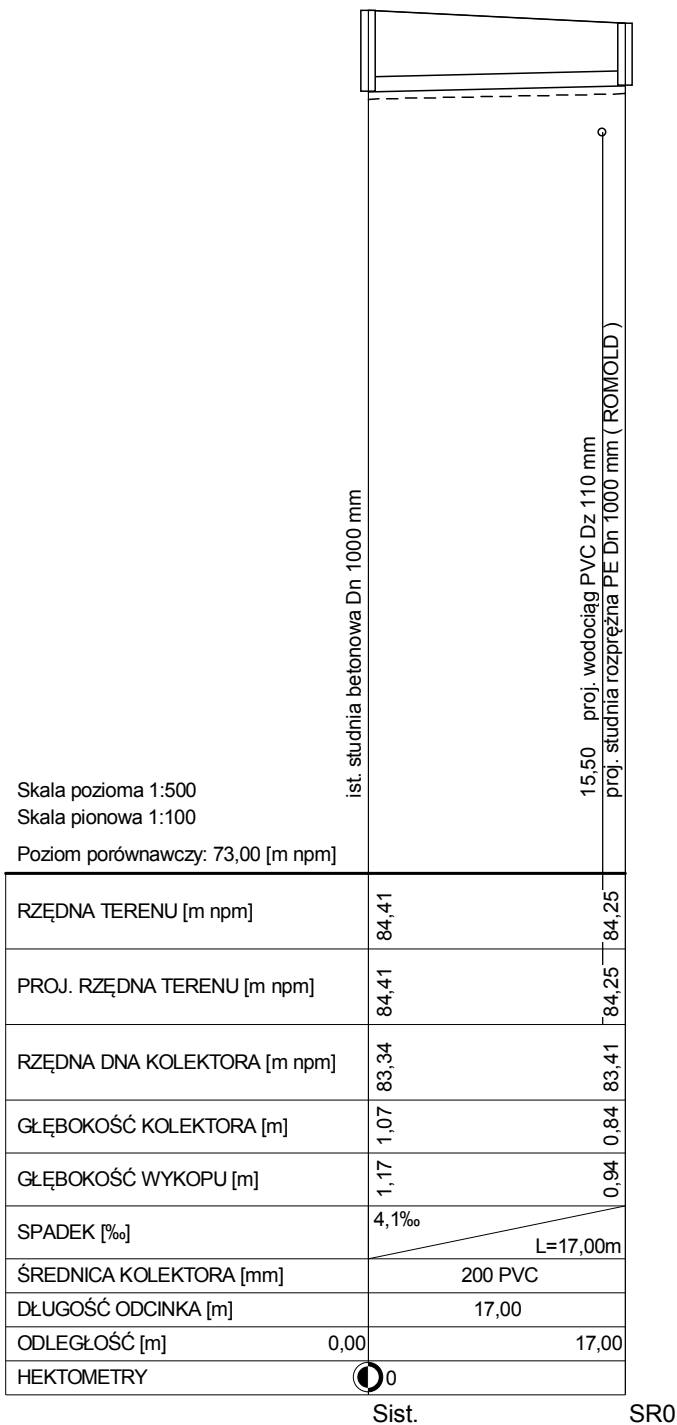 ist. studnia betonowa Dn 1000 mm
15,50 proj. wodociąg PVC Dz 110 mm
proj. studnia rozprężna PE Dn 1000 mm ( ROMOLD )
Skala pozioma 1:500
Skala pionowa 1:100
Poziom porównawczy: 73,00 [m npm]
RZĘDNA TERENU [m npm] 84,41 84,25
PROJ. RZĘDNA TERENU [m npm] 84,41 84,25
RZĘDNA DNA KOLEKTORA [m npm] 83,34 83,41
GŁĘBOKOŚĆ KOLEKTORA [m] 1,07 0,84
GŁĘBOKOŚĆ WYKOPU [m] 1,17 0,94
SPADEK [‰] 4,1‰ L=17,00m
ŚREDNICA KOLEKTORA [mm] 200 PVC
DŁUGOŚĆ ODCINKA [m] 17,00
ODLEGŁOŚĆ [m] 0,00 17,00
HEKTOMETRY 0
Sist. SR0